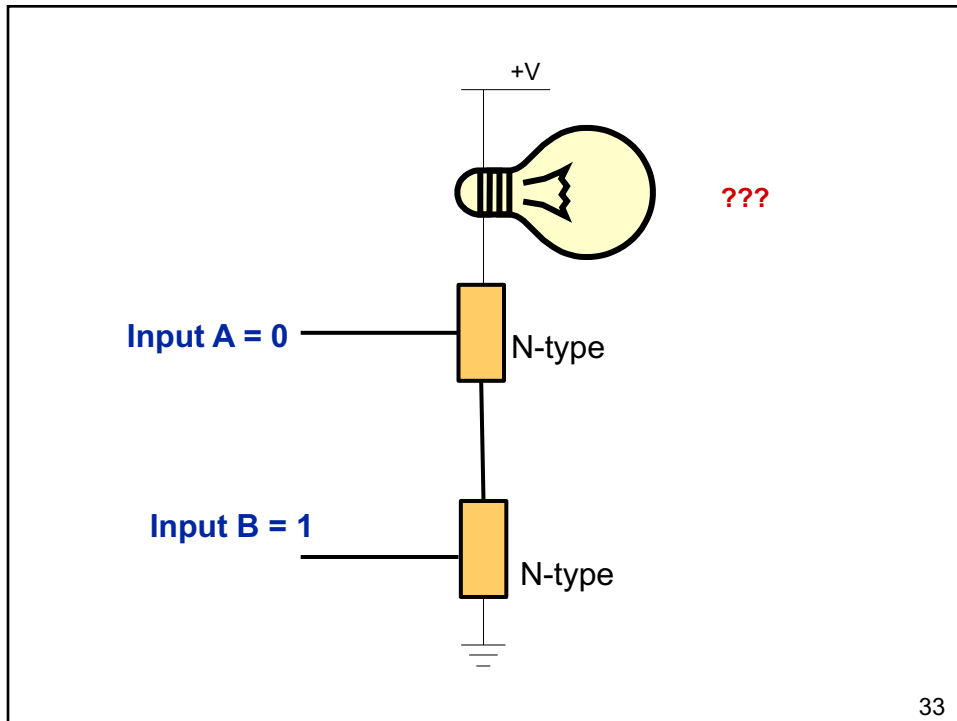 +V
???
Input A = 0
N-type
Input B = 1
N-type
33